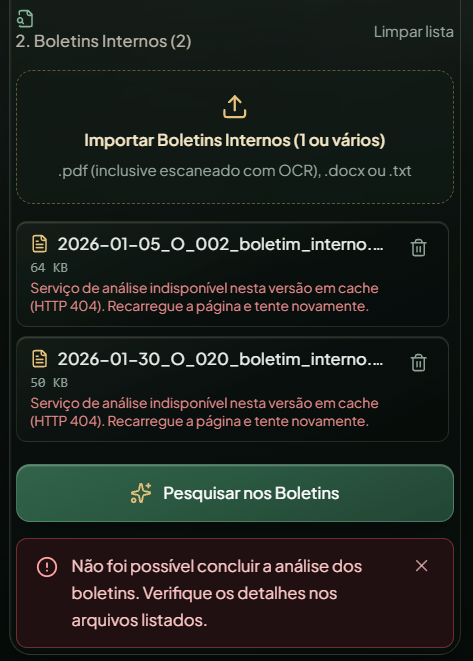 2. Boletins Internos (2)
Limpar lista
Importar Boletins Internos (1 ou vários)
.pdf (inclusive escaneado com OCR), .docx ou .txt
2026-01-05_O_002_boletim_interno....
64 KB
Serviço de análise indisponível nesta versão em cache
(HTTP 404). Recarregue a página e tente novamente.
2026-01-30_O_020_boletim_interno....
50 KB
Serviço de análise indisponível nesta versão em cache
(HTTP 404). Recarregue a página e tente novamente.
Pesquisar nos Boletins
Não foi possível concluir a análise dos
boletins. Verifique os detalhes nos
arquivos listados.